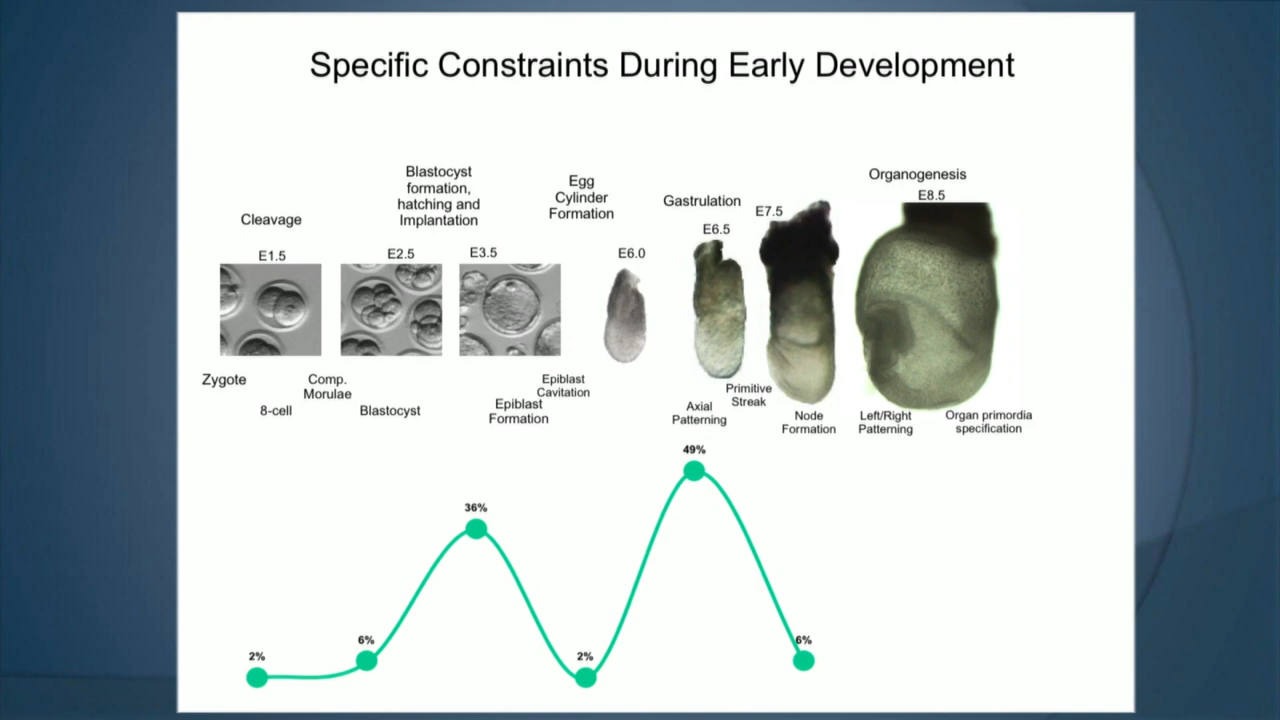 Specific Constraints During Early Development
Blastocyst
formation,
hatching and
Implantation
Egg
Cylinder
Formation
Organogenesis
E8.5
Cleavage
Gastrulation
E7.5
E6.5
E1.5
E2.5
E3.5
E6.0
Zygote
8-cell
Comp.
Morulae
Blastocyst
Epiblast
Cavitation
Epiblast
Formation
Axial
Patterning
Primitive
Streak
Node
Formation
Left/Right
Patterning
Organ primordia
specification
2%
6%
36%
2%
49%
6%